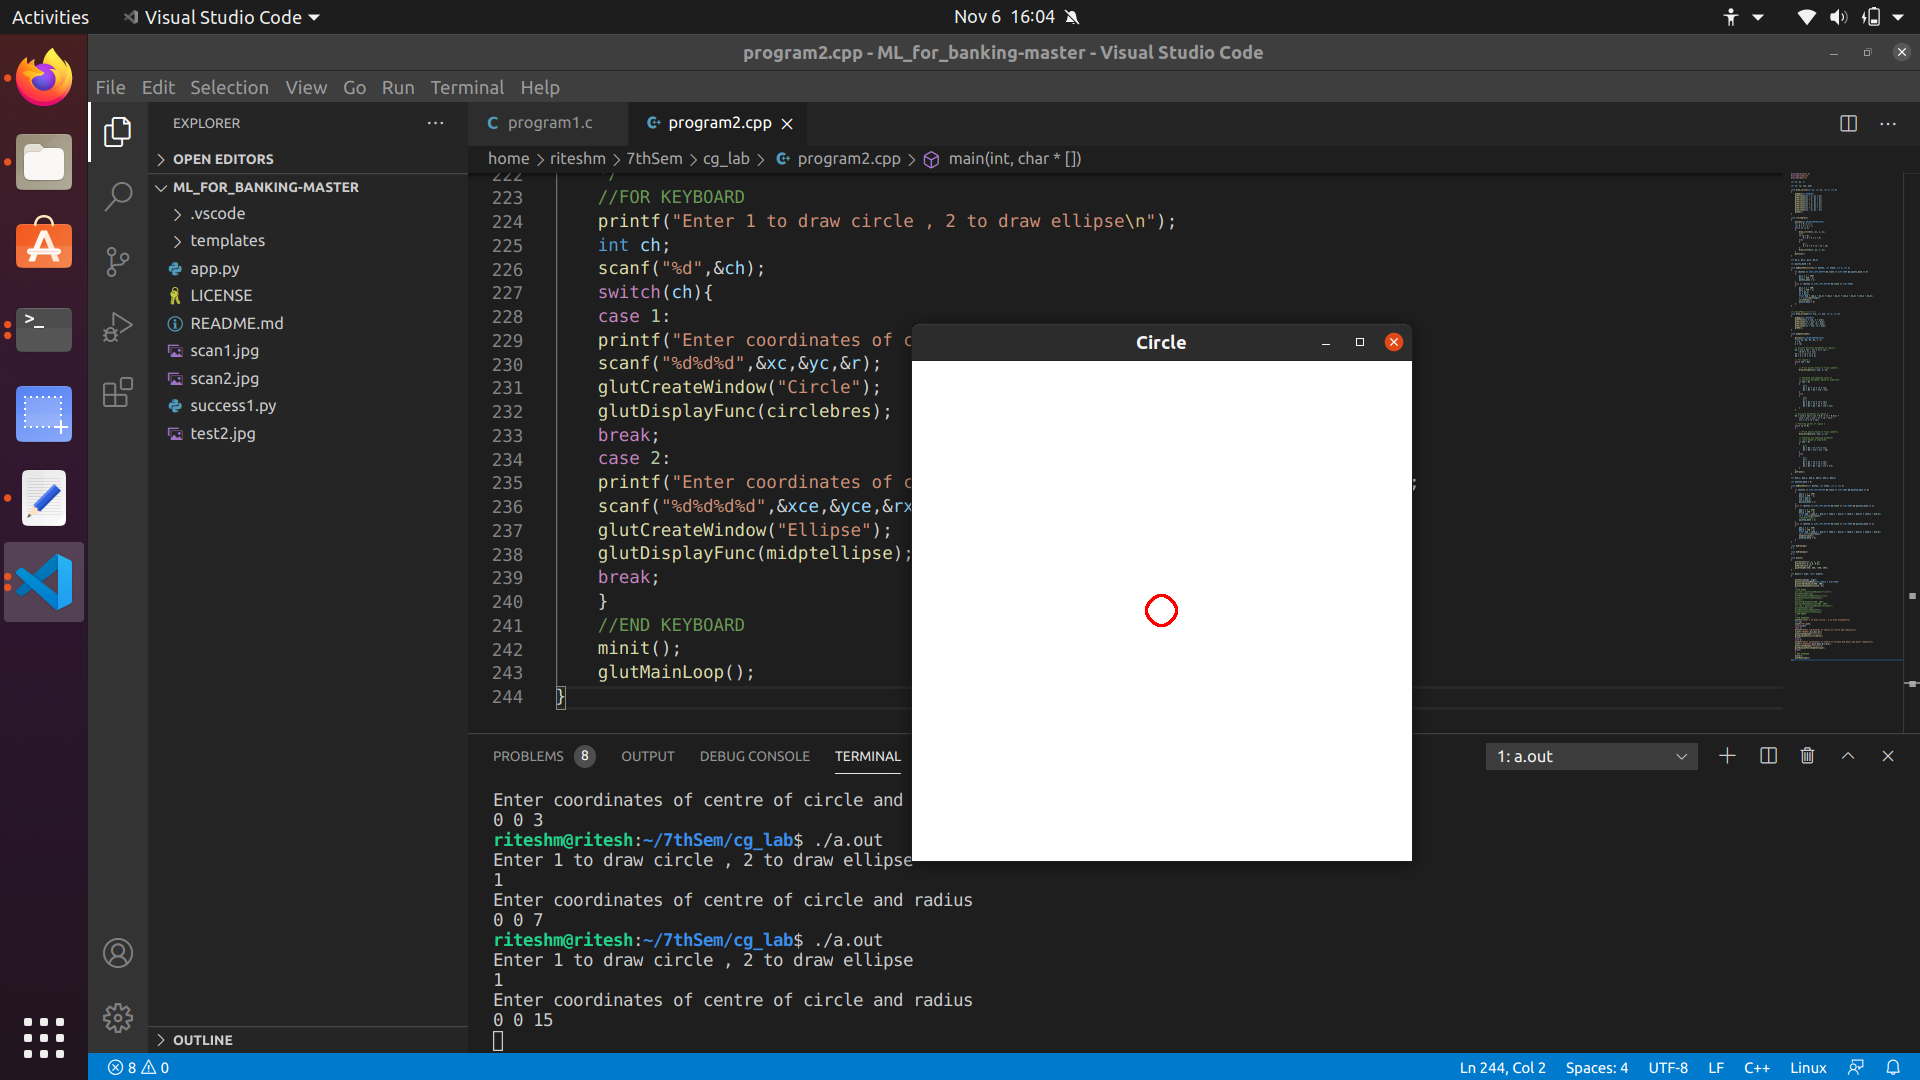 Activities
Visual Studio Code
Nov 6 16:04
program2.cpp - ML_for_banking-master - Visual Studio Code
File Edit Selection View Go Run Terminal Help
EXPLORER
OPEN EDITORS
ML_FOR_BANKING-MASTER
.vscode
templates
app.py
LICENSE
README.md
scan1.jpg
scan2.jpg
success1.py
test2.jpg
OUTLINE
program1.c
program2.cpp
home > riteshm > 7thSem > cg_lab > program2.cpp > main(int, char * [])
222 */
223 //FOR KEYBOARD
224 printf("Enter 1 to draw circle , 2 to draw ellipse\n");
225 int ch;
226 scanf("%d",&ch);
227 switch(ch){
228 case 1:
229 printf("Enter coordinates of c
230 scanf("%d%d%d",&xc,&yc,&r);
231 glutCreateWindow("Circle");
232 glutDisplayFunc(circlebres);
233 break;
234 case 2:
235 printf("Enter coordinates of c ;
236 scanf("%d%d%d%d",&xce,&yce,&rx
237 glutCreateWindow("Ellipse");
238 glutDisplayFunc(midptellipse);
239 break;
240 }
241 //END KEYBOARD
242 minit();
243 glutMainLoop();
244 }
Circle
PROBLEMS 8 OUTPUT DEBUG CONSOLE TERMINAL
1: a.out
Enter coordinates of centre of circle and
0 0 3
riteshm@ritesh:~/7thSem/cg_lab$ ./a.out
Enter 1 to draw circle , 2 to draw ellipse
1
Enter coordinates of centre of circle and radius
0 0 7
riteshm@ritesh:~/7thSem/cg_lab$ ./a.out
Enter 1 to draw circle , 2 to draw ellipse
1
Enter coordinates of centre of circle and radius
0 0 15
8 0
Ln 244, Col 2 Spaces: 4 UTF-8 LF C++ Linux